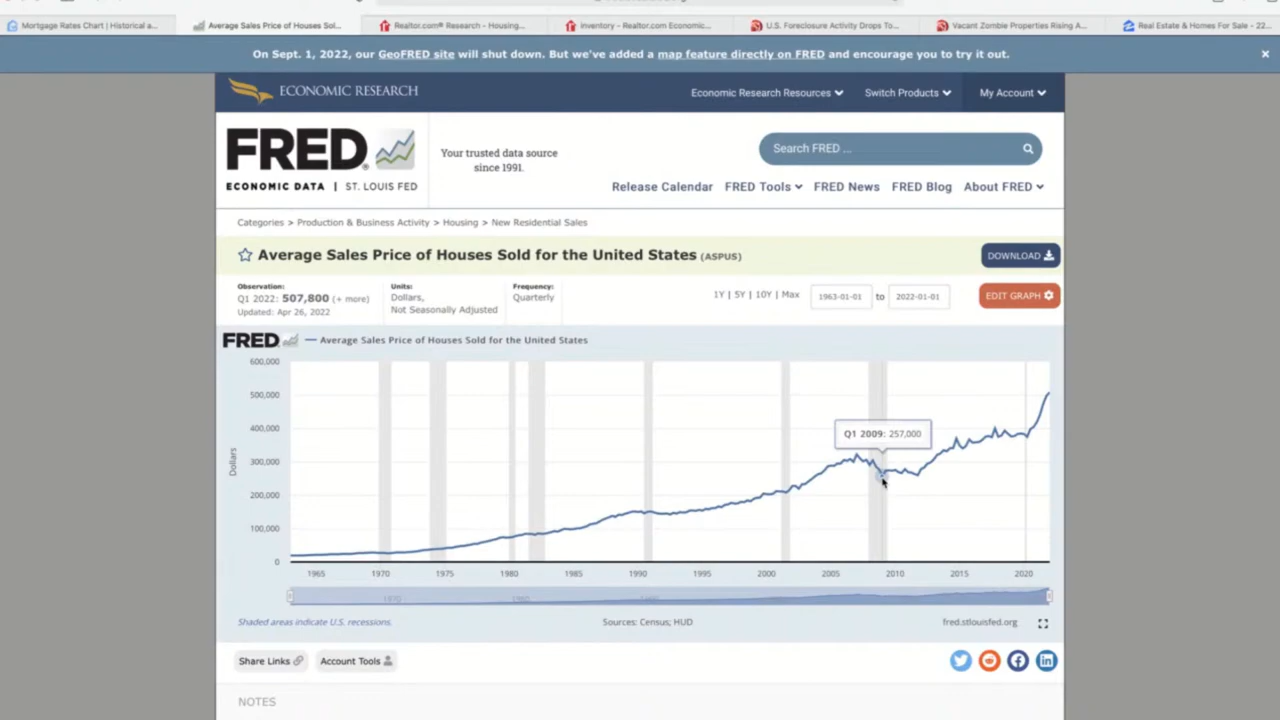 Mortgage Rates Chart | Historical a...
Average Sales Price of Houses Sol...
Realtor.com® Research - Housing...
inventory - Realtor.com Economic...
U.S. Foreclosure Activity Drops To...
Vacant Zombie Properties Rising A...
Real Estate & Homes For Sale - 22...
On Sept. 1, 2022, our GeoFRED site will shut down. But we've added a map feature directly on FRED and encourage you to try it out.
ECONOMIC RESEARCH
Economic Research Resources
Switch Products
My Account
FRED®
ECONOMIC DATA | ST. LOUIS FED
Your trusted data source
since 1991.
Search FRED ...
Release Calendar
FRED Tools
FRED News
FRED Blog
About FRED
Categories > Production & Business Activity > Housing > New Residential Sales
Average Sales Price of Houses Sold for the United States (ASPUS)
DOWNLOAD
Observation:
Q1 2022: 507,800 (+ more)
Updated: Apr 26, 2022
Units:
Dollars,
Not Seasonally Adjusted
Frequency:
Quarterly
1Y | 5Y | 10Y | Max
1963-01-01 to 2022-01-01
EDIT GRAPH
FRED
Average Sales Price of Houses Sold for the United States
600,000
500,000
400,000
300,000
200,000
100,000
0
Dollars
Q1 2009: 257,000
1965 1970 1975 1980 1985 1990 1995 2000 2005 2010 2015 2020
1970 1980 1990
Shaded areas indicate U.S. recessions.
Sources: Census; HUD
fred.stlouisfed.org
Share Links
Account Tools
NOTES